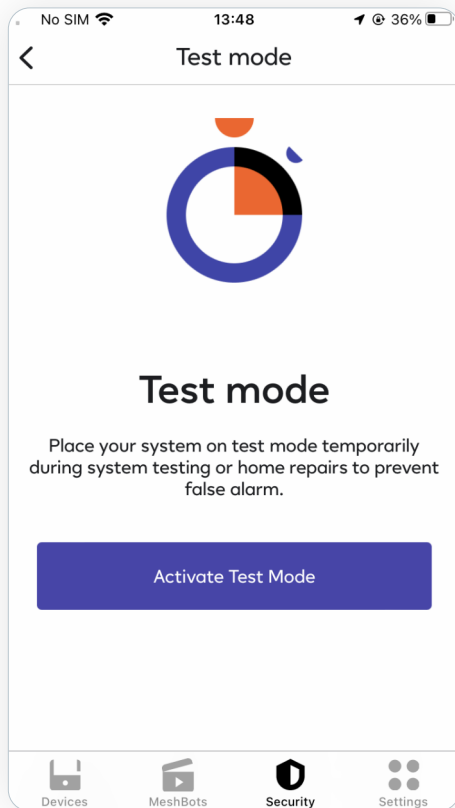 No SIM 13:48 36%
Test mode
Test mode
Place your system on test mode temporarily
during system testing or home repairs to prevent
false alarm.
Activate Test Mode
Devices MeshBots Security Settings